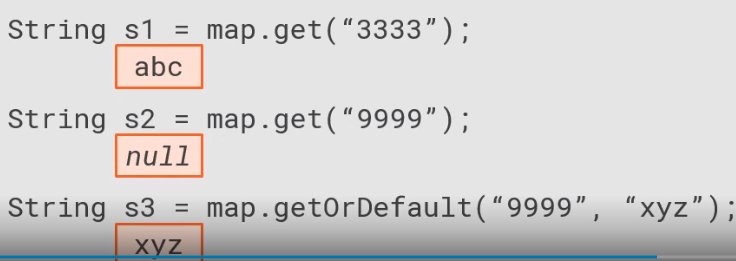 String s1 = map.get(“3333”);
abc
String s2 = map.get(“9999”);
null
String s3 = map.getOrDefault(“9999”, “xyz”);
xyz